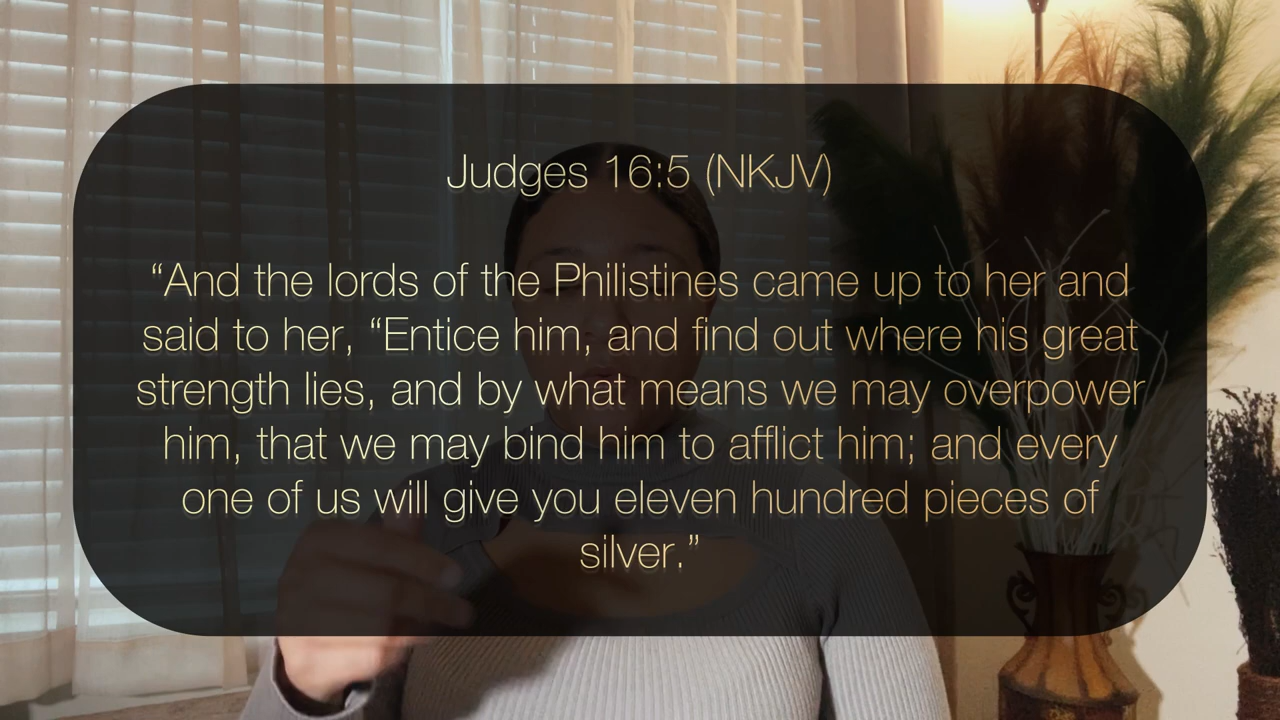 Judges 16:5 (NKJV)
“And the lords of the Philistines came up to her and
said to her, “Entice him, and find out where his great
strength lies, and by what means we may overpower
him, that we may bind him to afflict him; and every
one of us will give you eleven hundred pieces of
silver.”